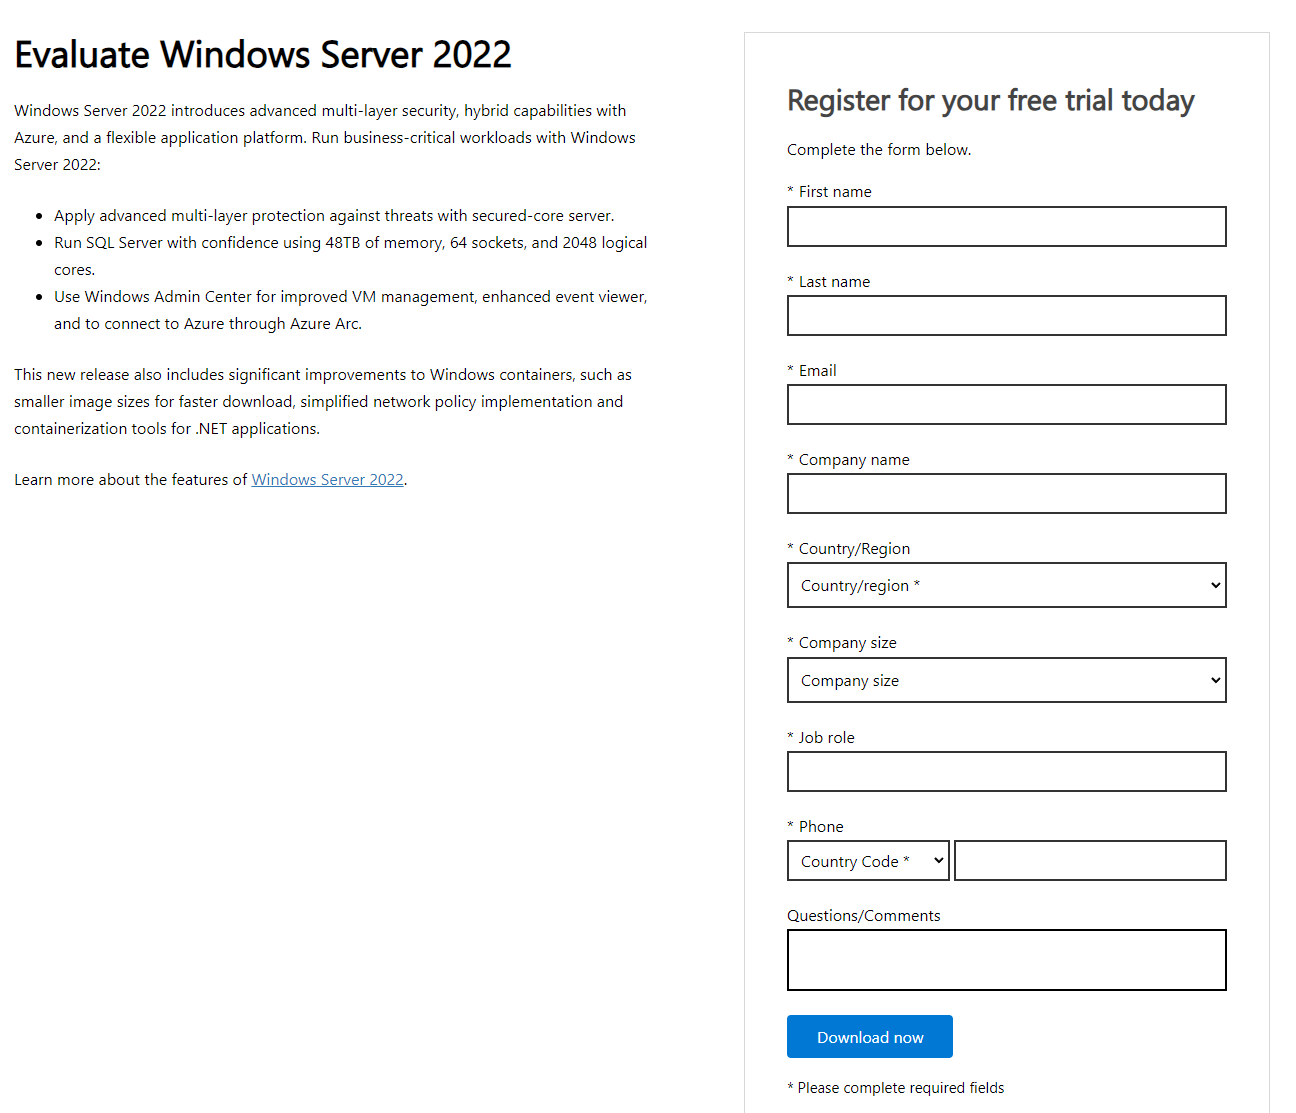 Evaluate Windows Server 2022
Windows Server 2022 introduces advanced multi-layer security, hybrid capabilities with
Azure, and a flexible application platform. Run business-critical workloads with Windows
Server 2022:
• Apply advanced multi-layer protection against threats with secured-core server.
• Run SQL Server with confidence using 48TB of memory, 64 sockets, and 2048 logical
cores.
• Use Windows Admin Center for improved VM management, enhanced event viewer,
and to connect to Azure through Azure Arc.
This new release also includes significant improvements to Windows containers, such as
smaller image sizes for faster download, simplified network policy implementation and
containerization tools for .NET applications.
Learn more about the features of Windows Server 2022.
Register for your free trial today
Complete the form below.
* First name
* Last name
* Email
* Company name
* Country/Region
Country/region *
* Company size
Company size
* Job role
* Phone
Country Code *
Questions/Comments
Download now
* Please complete required fields